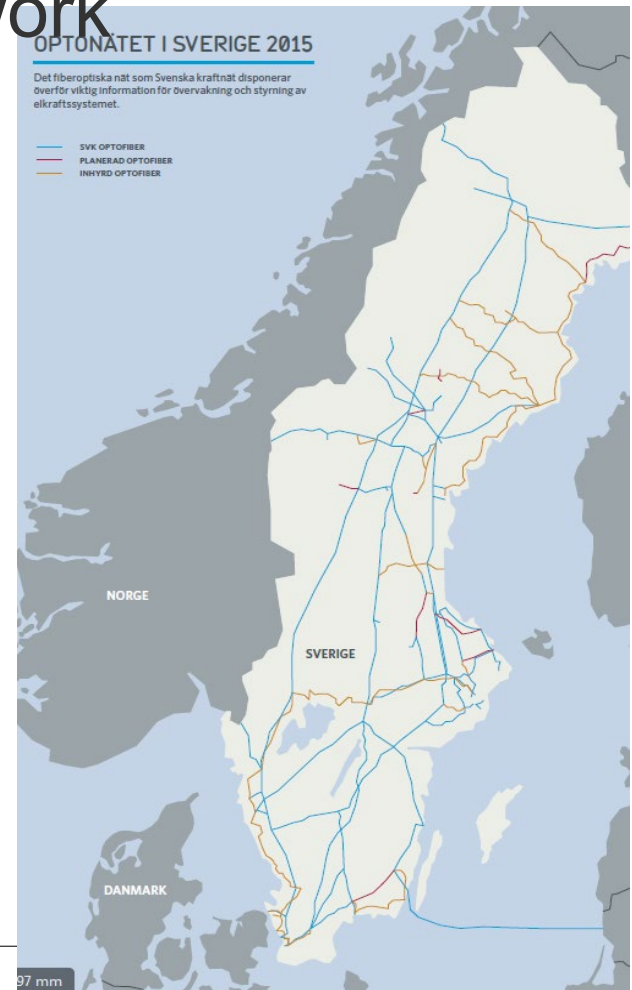 OPTONÄTET I SVERIGE 2015
Det fiberoptiska nät som Svenska kraftnät disponerar
överför viktig information för övervakning och styrning av
elkraftssystemet.
SVK OPTOFIBER
PLANERAD OPTOFIBER
INHYRD OPTOFIBER
NORGE
SVERIGE
DANMARK
97 mm